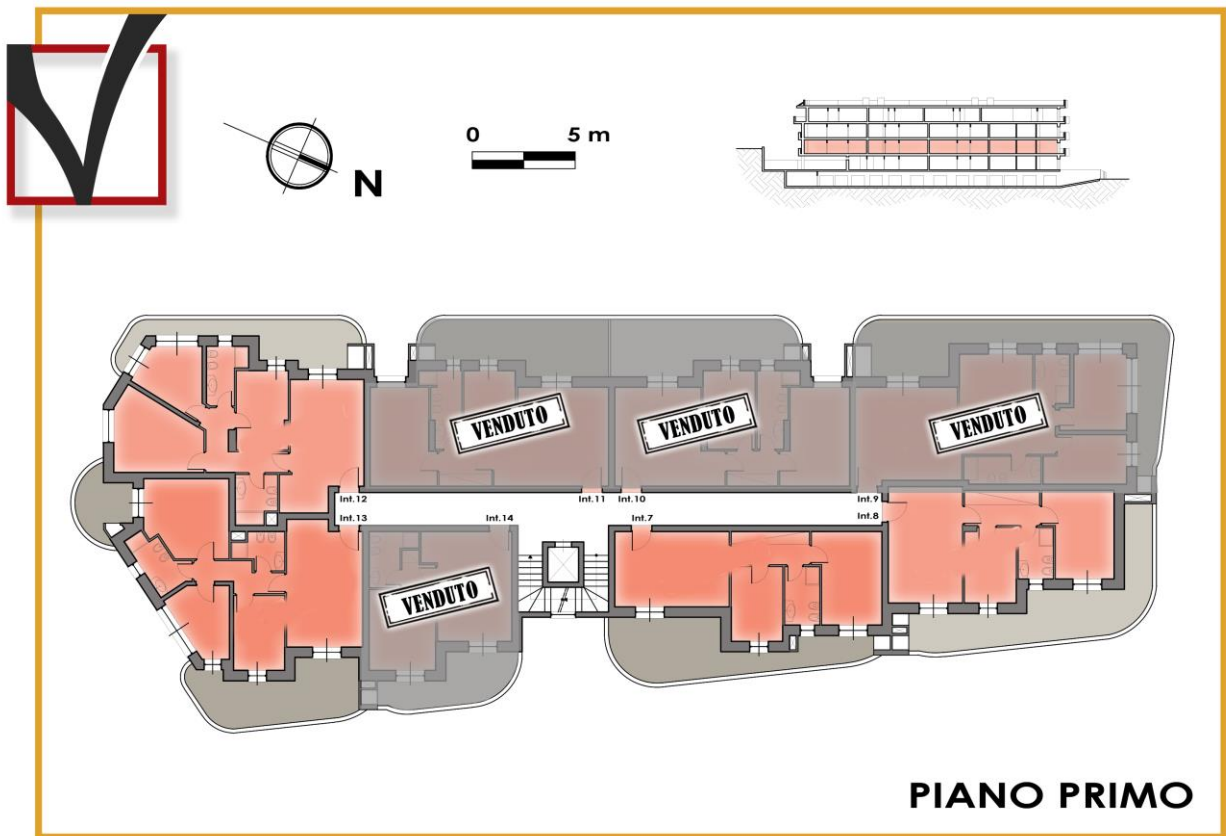 0 5 m
N
VENDUTO
VENDUTO
VENDUTO
Int.12
Int.11
Int.10
Int.9
Int.13
Int.14
Int.7
Int.8
VENDUTO
PIANO PRIMO